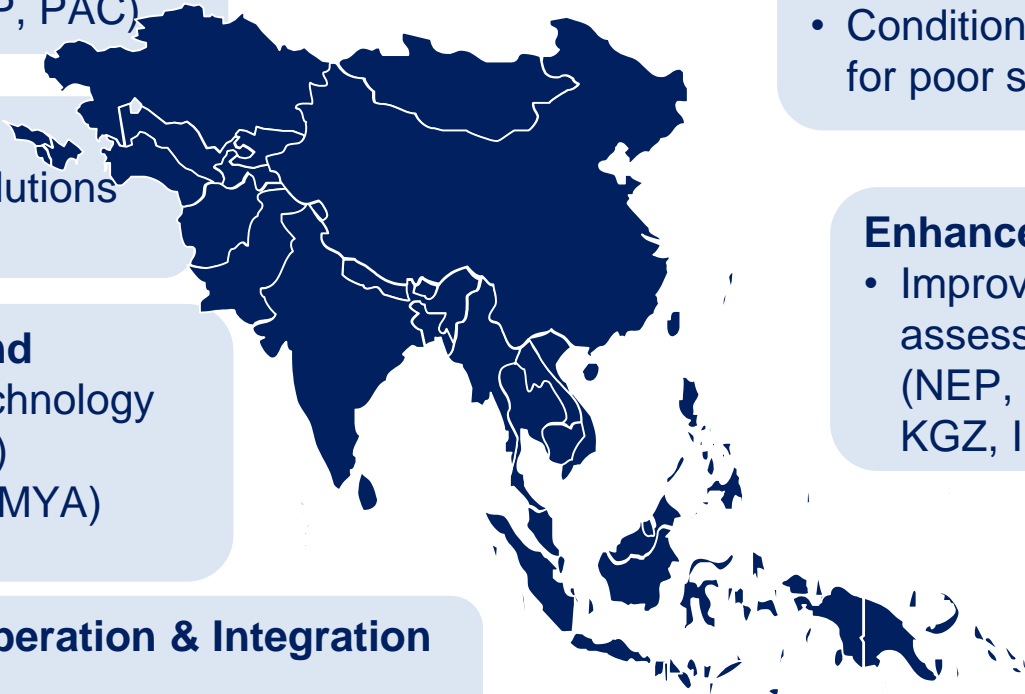 P, PAC)
lutions
nd
chnology
)
MYA)
peration & Integration
• Condition
for poor s
Enhance
• Improv
assess
(NEP,
KGZ, I